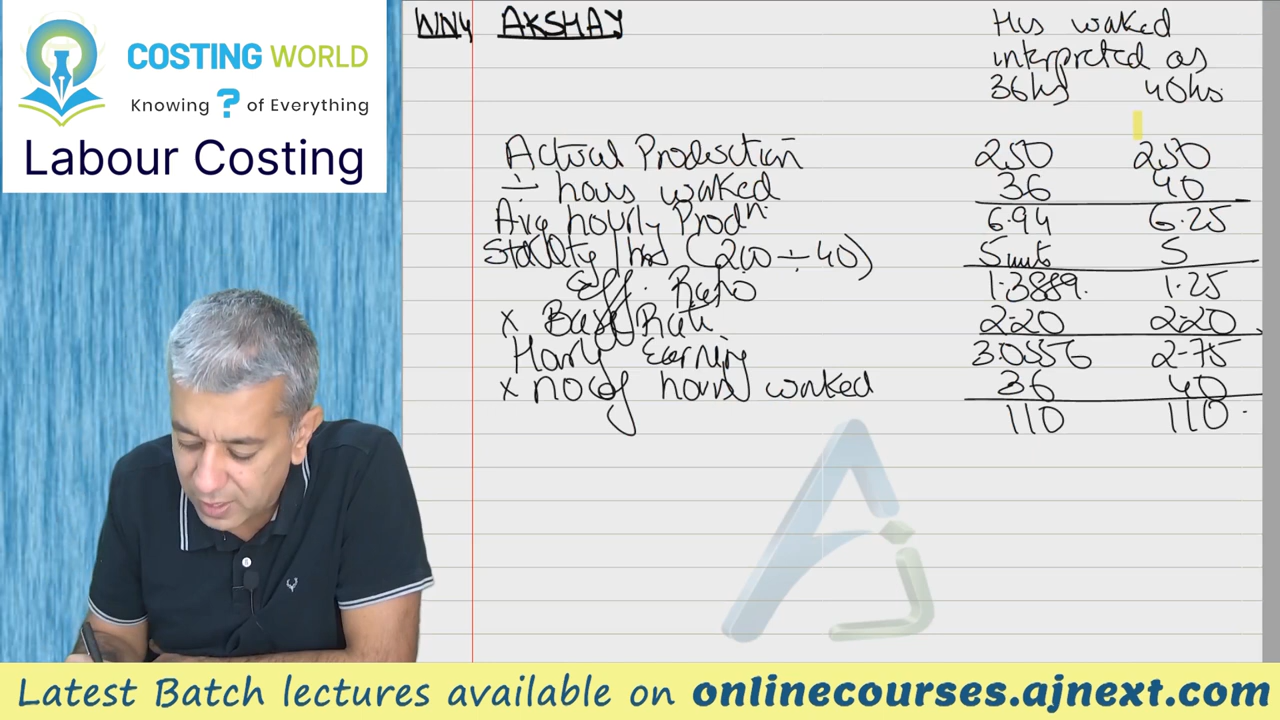 COSTING WORLD
Knowing ? of Everything
Labour Costing
WN4 AKSHAY
Hrs worked
interpreted as
36hs 40hs
Actual Production 250 250
÷ hours worked 36 40
Avg hourly Prodn. 6.94 6.25
Std Qty / hrs (200 ÷ 40) 5 units 5
Eff. Ratio 1.3889. 1.25
x Base Rate 2.20 2.20
Hourly Earning 3.0556 2.75
x no of hours worked 36 40
110 110
Latest Batch lectures available on onlinecourses.ajnext.com